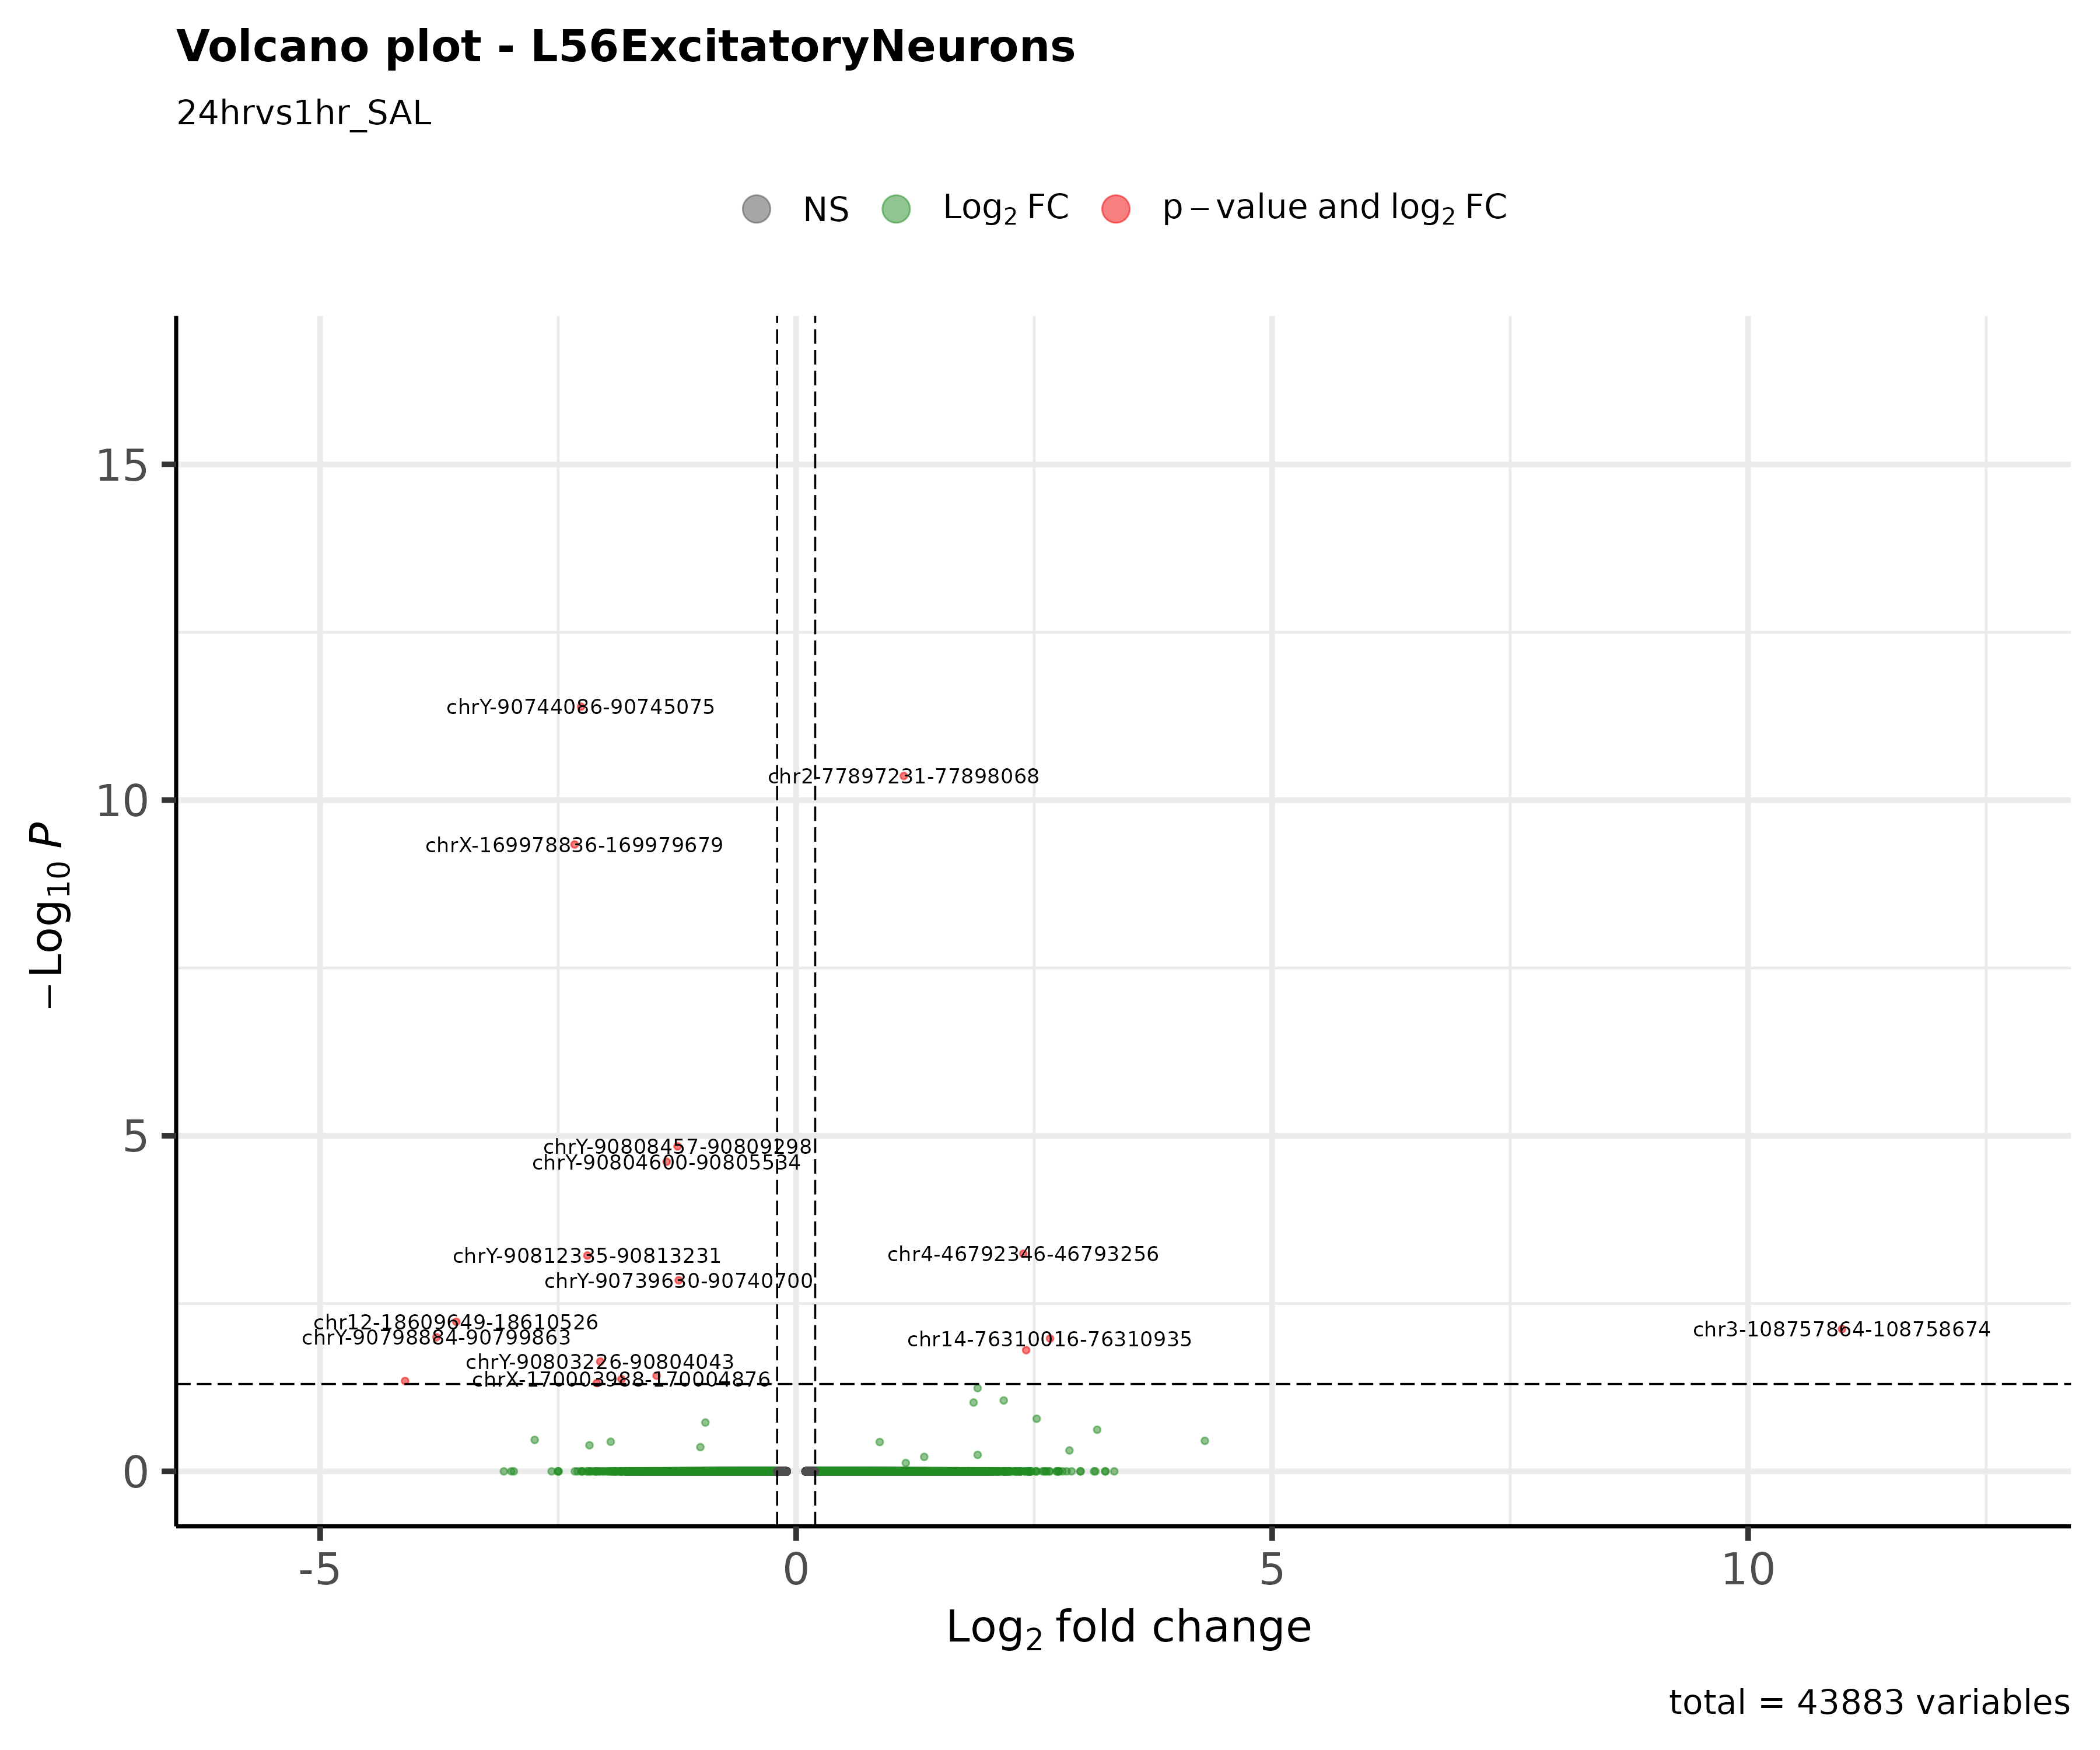 Volcano plot - L56ExcitatoryNeurons
24hrvs1hr_SAL
NS
Log2 FC
p – value and log2 FC
15
10
5
0
−Log10 P
chrY-90744086-90745075
chr2-77897231-77898068
chrX-169978836-169979679
chrY-90808457-90809298
chrY-90804600-90805534
chrY-90812335-90813231
chr4-46792346-46793256
chrY-90739630-90740700
chr12-18609649-18610526
chrY-90798884-90799863
chr14-76310016-76310935
chr3-108757864-108758674
chrY-90803226-90804043
chrX-170003988-170004876
-5
0
5
10
Log2 fold change
total = 43883 variables